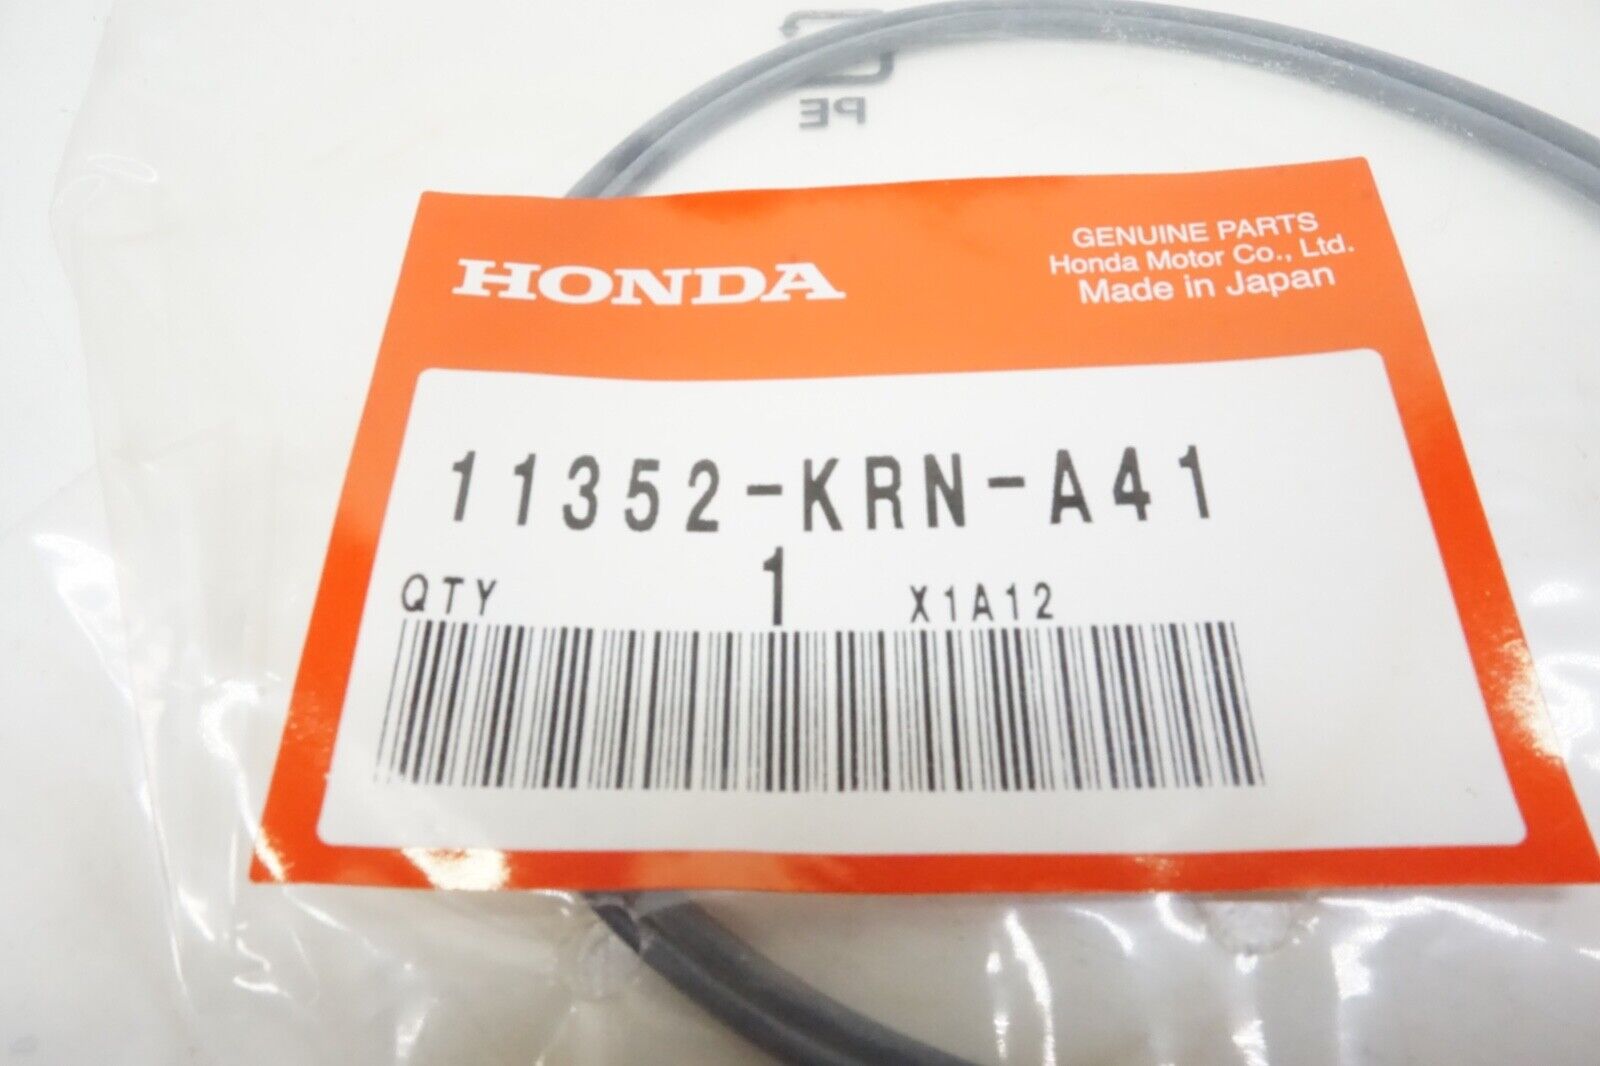 PE
HONDA
GENUINE PARTS
Honda Motor Co., Ltd.
Made in Japan
11352-KRN-A41
QTY 1 X1A12